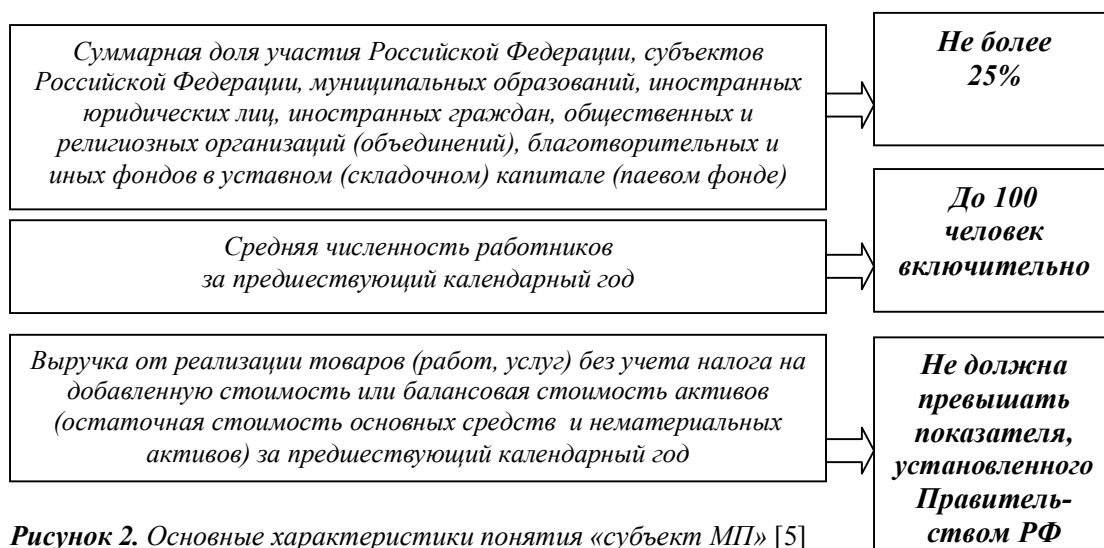 Суммарная доля участия Российской Федерации, субъектов
Российской Федерации, муниципальных образований, иностранных
юридических лиц, иностранных граждан, общественных и
религиозных организаций (объединений), благотворительных и
иных фондов в уставном (складочном) капитале (паевом фонде)
Не более
25%
Средняя численность работников
за предшествующий календарный год
До 100
человек
включительно
Выручка от реализации товаров (работ, услуг) без учета налога на
добавленную стоимость или балансовая стоимость активов
(остаточная стоимость основных средств и нематериальных
активов) за предшествующий календарный год
Не должна
превышать
показателя,
установленного
Правитель-
ством РФ
Рисунок 2. Основные характеристики понятия «субъект МП» [5]